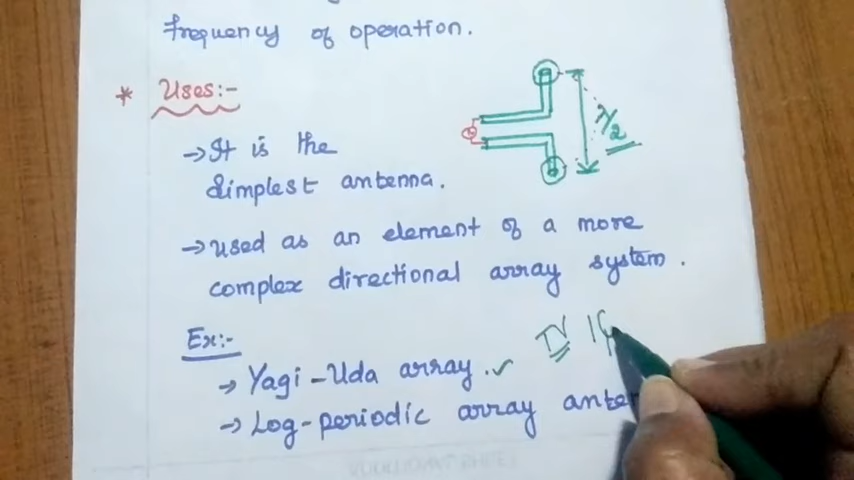 frequency of operation.
* Uses:-
→ It is the
simplest antenna.
λ/2
→ used as an element of a more
complex directional array system.
Ex:-
→ Yagi-Uda array. ✓
TV
→ Log-periodic array